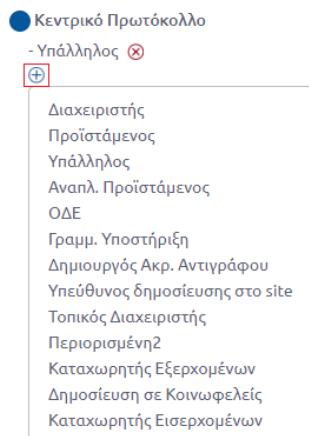 Κεντρικό Πρωτόκολλο
- Υπάλληλος
Διαχειριστής
Προϊστάμενος
Υπάλληλος
Αναπλ. Προϊστάμενος
ΟΔΕ
Γραμμ. Υποστήριξη
Δημιουργός Ακρ. Αντιγράφου
Υπεύθυνος δημοσίευσης στο site
Τοπικός Διαχειριστής
Περιορισμένη2
Καταχωρητής Εξερχομένων
Δημοσίευση σε Κοινωφελείς
Καταχωρητής Εισερχομένων